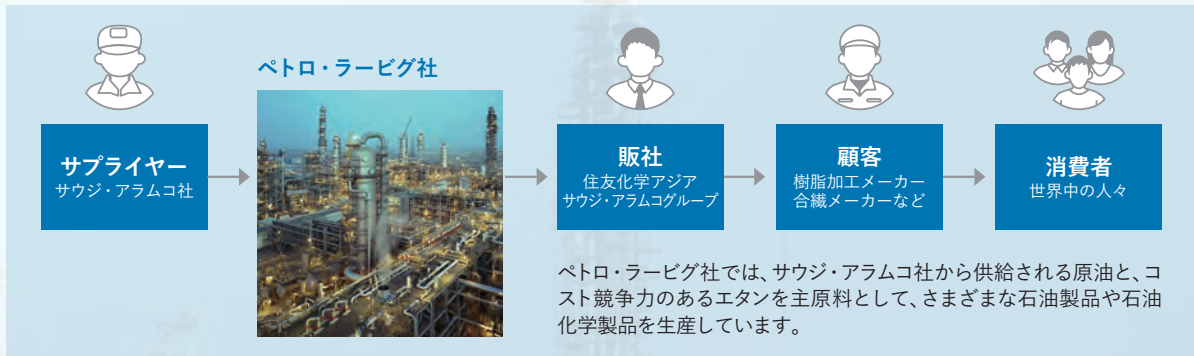 ペトロ・ラービグ社
サプライヤー
サウジ・アラムコ社
販社
住友化学アジア
サウジ・アラムコグループ
顧客
樹脂加工メーカー
合繊メーカーなど
消費者
世界中の人々
ペトロ・ラービグ社では、サウジ・アラムコ社から供給される原油と、コ
スト競争力のあるエタンを主原料として、さまざまな石油製品や石油
化学製品を生産しています。